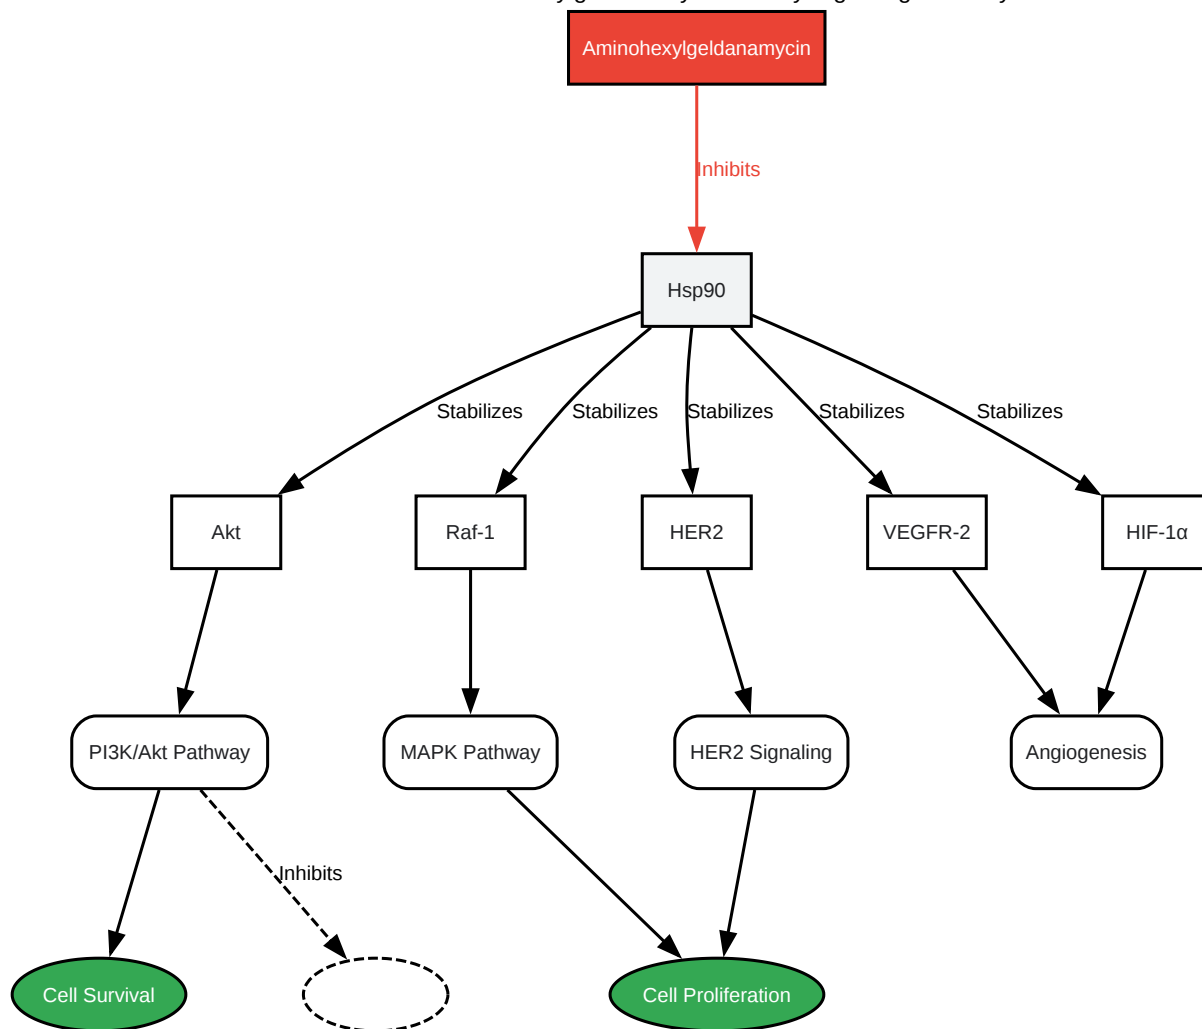 Aminohexylgeldanamycin
Inhibits
Hsp90
Stabilizes Stabilizes Stabilizes Stabilizes Stabilizes
Akt Raf-1 HER2 VEGFR-2 HIF-1α
PI3K/Akt Pathway MAPK Pathway HER2 Signaling Angiogenesis
Inhibits
Cell Survival Cell Proliferation